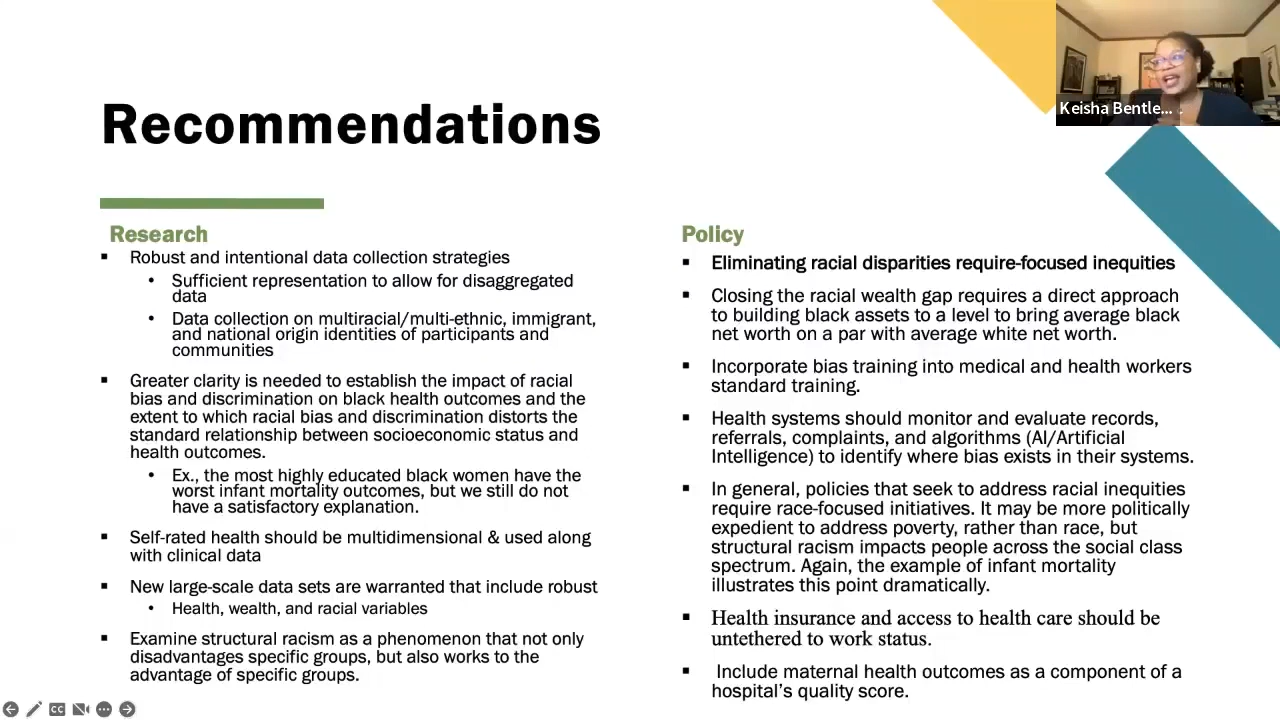 Keisha Bentle...
Recommendations
Research
▪ Robust and intentional data collection strategies
• Sufficient representation to allow for disaggregated
data
• Data collection on multiracial/multi-ethnic, immigrant,
and national origin identities of participants and
communities
▪ Greater clarity is needed to establish the impact of racial
bias and discrimination on black health outcomes and the
extent to which racial bias and discrimination distorts the
standard relationship between socioeconomic status and
health outcomes.
• Ex., the most highly educated black women have the
worst infant mortality outcomes, but we still do not
have a satisfactory explanation.
▪ Self-rated health should be multidimensional & used along
with clinical data
▪ New large-scale data sets are warranted that include robust
• Health, wealth, and racial variables
▪ Examine structural racism as a phenomenon that not only
disadvantages specific groups, but also works to the
advantage of specific groups.
Policy
▪ Eliminating racial disparities require-focused inequities
▪ Closing the racial wealth gap requires a direct approach
to building black assets to a level to bring average black
net worth on a par with average white net worth.
▪ Incorporate bias training into medical and health workers
standard training.
▪ Health systems should monitor and evaluate records,
referrals, complaints, and algorithms (AI/Artificial
Intelligence) to identify where bias exists in their systems.
▪ In general, policies that seek to address racial inequities
require race-focused initiatives. It may be more politically
expedient to address poverty, rather than race, but
structural racism impacts people across the social class
spectrum. Again, the example of infant mortality
illustrates this point dramatically.
▪ Health insurance and access to health care should be
untethered to work status.
▪ Include maternal health outcomes as a component of a
hospital’s quality score.
CC